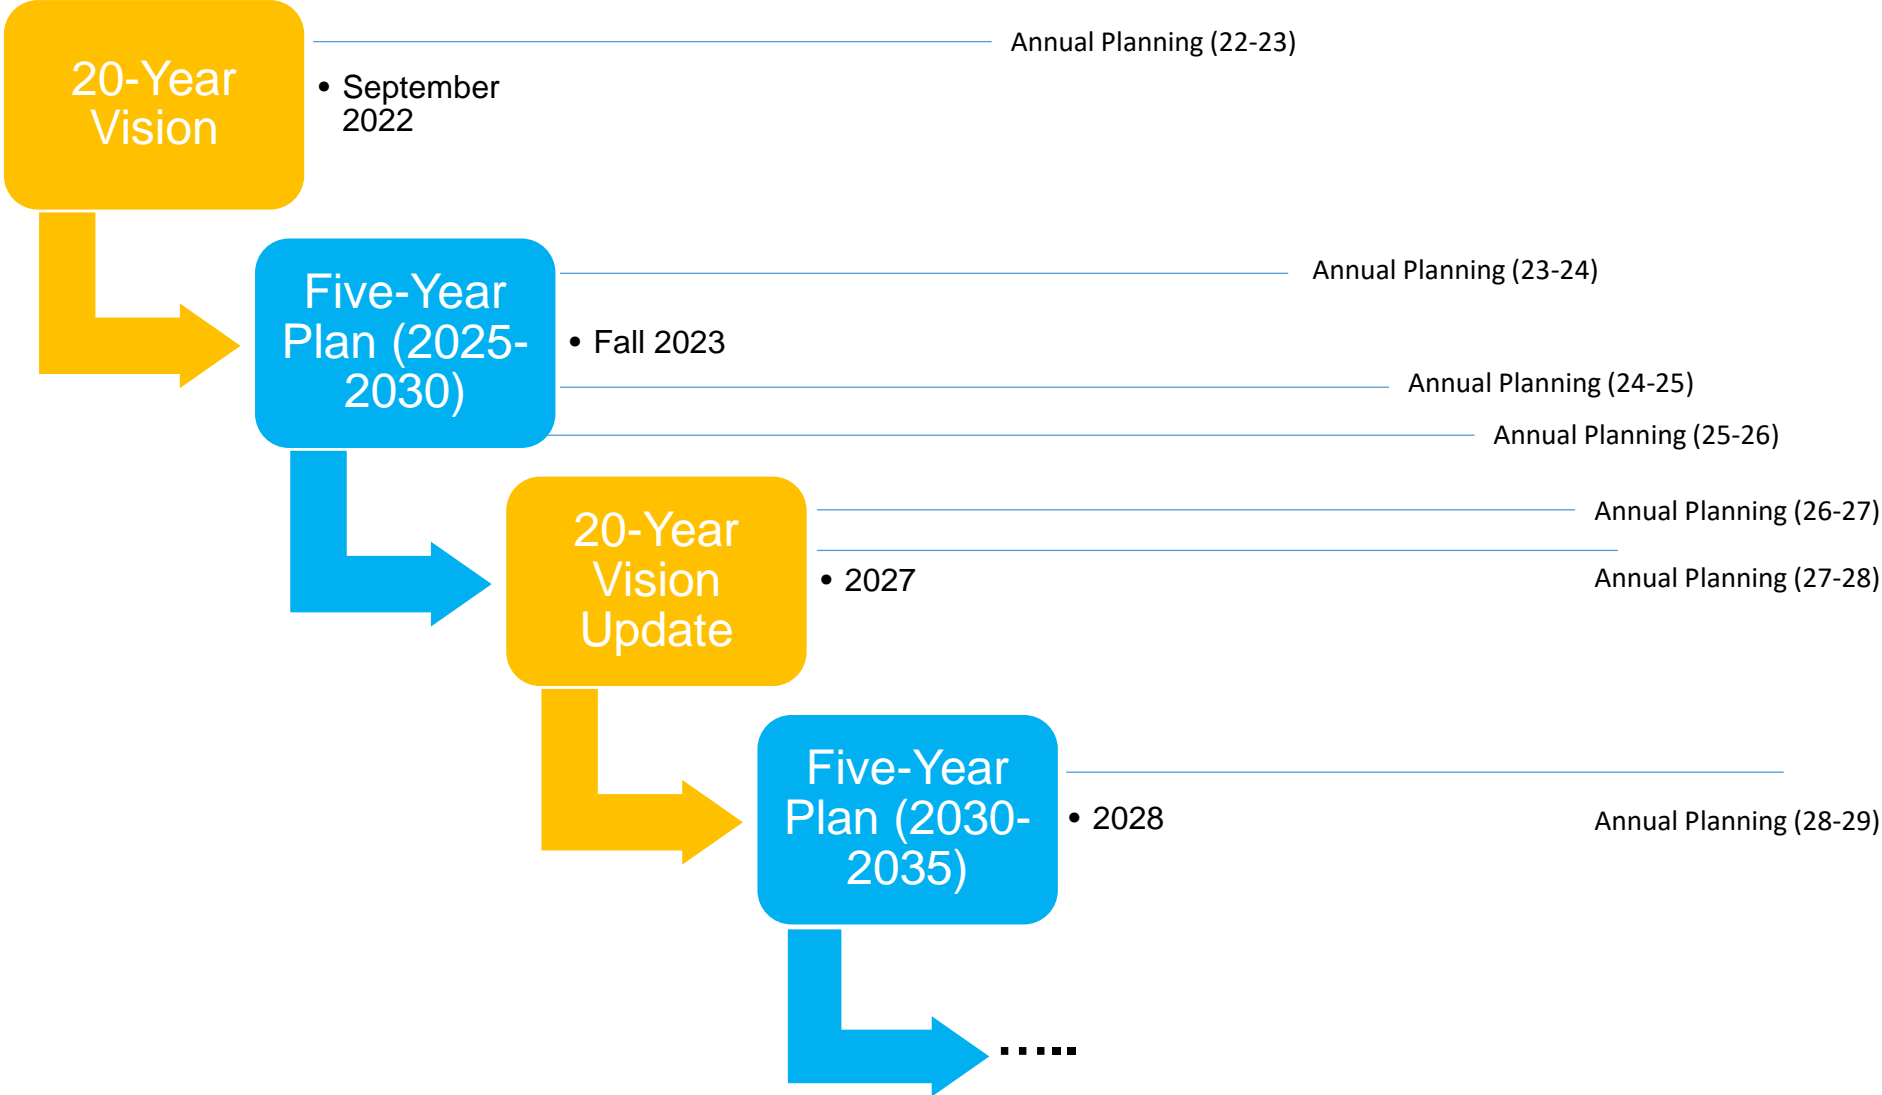 20-Year
Vision
Annual Planning (22-23)
• September
2022
Five-Year
Plan (2025-
2030)
Annual Planning (23-24)
• Fall 2023
Annual Planning (24-25)
Annual Planning (25-26)
20-Year
Vision
Update
Annual Planning (26-27)
• 2027
Annual Planning (27-28)
Five-Year
Plan (2030-
2035)
• 2028
Annual Planning (28-29)
.....